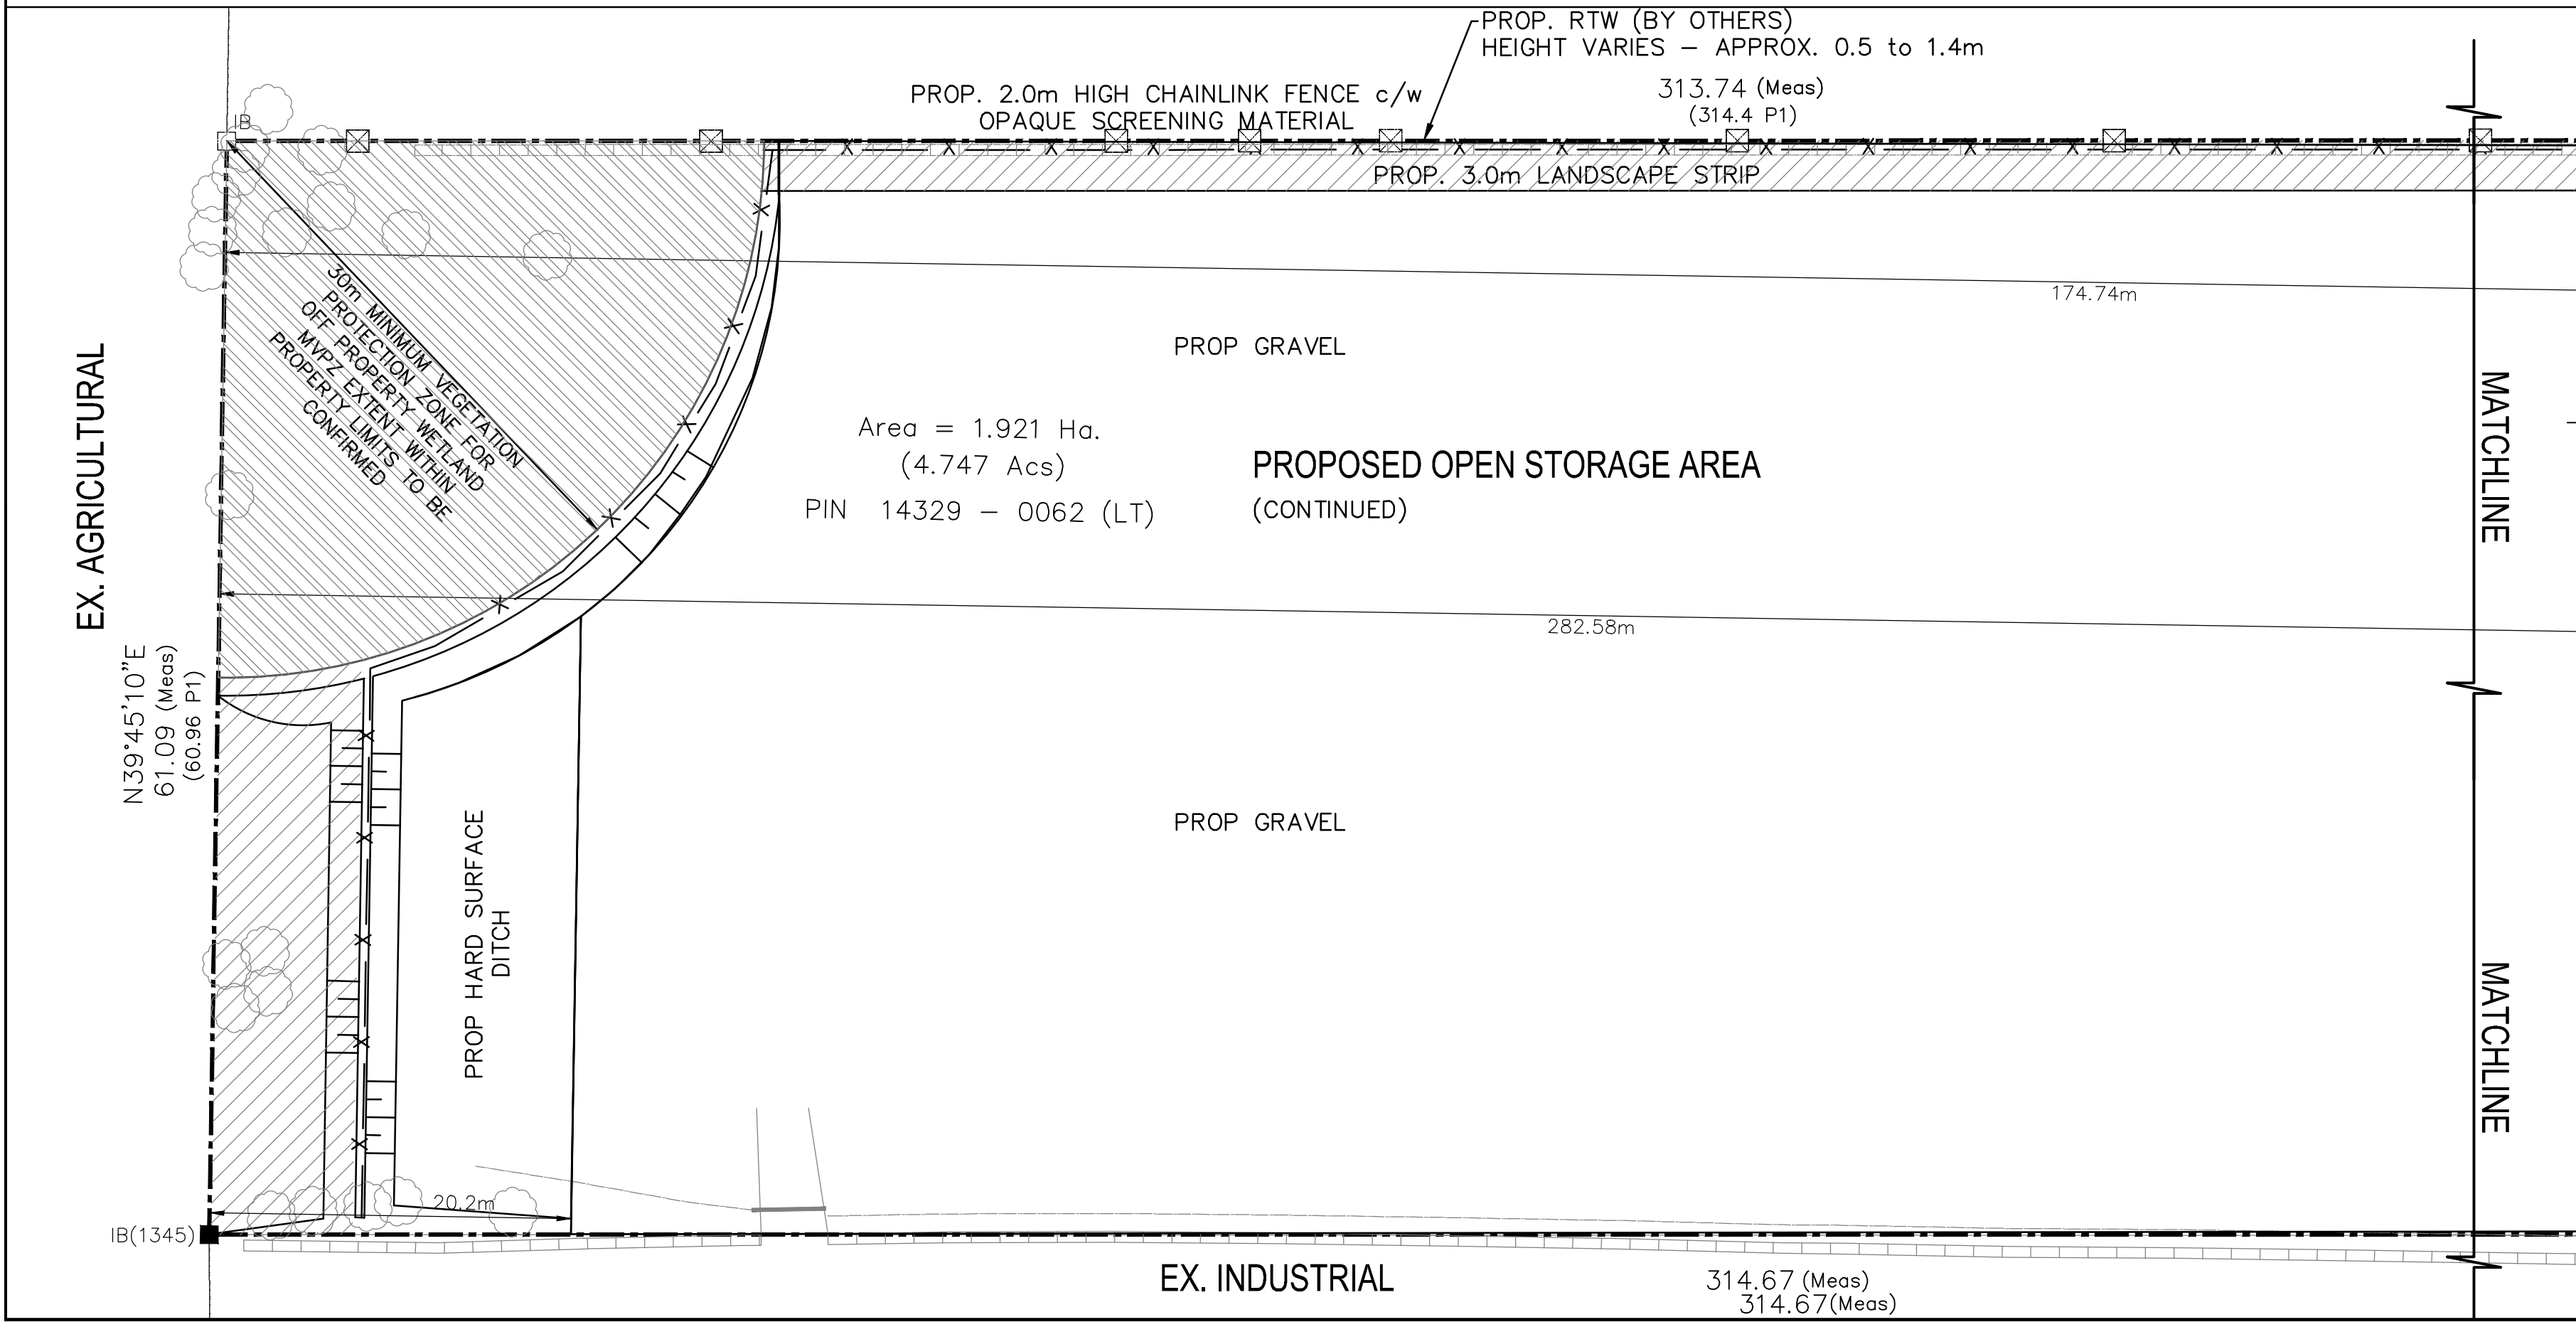 PROP. RTW (BY OTHERS)
HEIGHT VARIES – APPROX. 0.5 to 1.4m
313.74 (Meas)
(314.4 P1)
PROP. 2.0m HIGH CHAINLINK FENCE c/w
OPAQUE SCREENING MATERIAL
IB
PROP. 3.0m LANDSCAPE STRIP
174.74m
30m MINIMUM VEGETATION
PROTECTION ZONE FOR
OFF PROPERTY WETLAND
MVPZ EXTENT WITHIN
PROPERTY LIMITS TO BE
CONFIRMED
PROP GRAVEL
EX. AGRICULTURAL
MATCHLINE
Area = 1.921 Ha.
(4.747 Acs)
PIN 14329 – 0062 (LT)
PROPOSED OPEN STORAGE AREA
(CONTINUED)
282.58m
N39°45'10"E
61.09 (Meas)
(60.96 P1)
PROP GRAVEL
PROP HARD SURFACE
DITCH
MATCHLINE
20.2m
IB(1345)
EX. INDUSTRIAL
314.67 (Meas)
314.67(Meas)